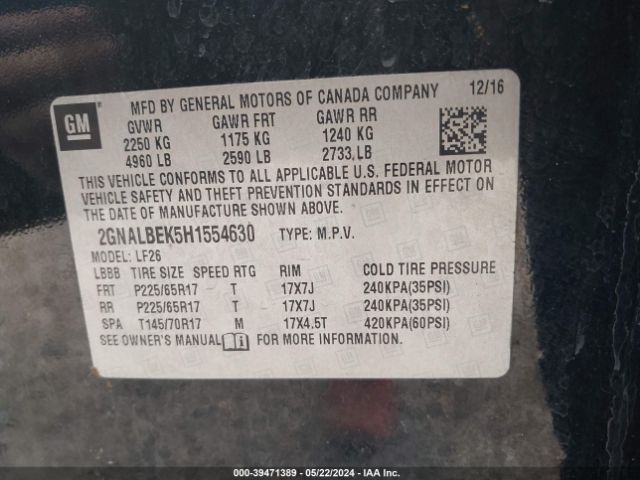 MFD BY GENERAL MOTORS OF CANADA COMPANY 12/16
GM
GVWR GAWR FRT GAWR RR
2250 KG 1175 KG 1240 KG
4960 LB 2590 LB 2733,LB
THIS VEHICLE CONFORMS TO ALL APPLICABLE U.S. FEDERAL MOTOR
VEHICLE SAFETY AND THEFT PREVENTION STANDARDS IN EFFECT ON
THE DATE OF MANUFACTURE SHOWN ABOVE.
2GNALBEK5H1554630 TYPE: M.P.V.
MODEL: LF26
LBBB TIRE SIZE SPEED RTG RIM COLD TIRE PRESSURE
FRT P225/65R17 - T 17X7J 240KPA(35PSI)
RR P225/65R17 - T 17X7J 240KPA(35PSI)
SPA T145/70R17 M 17X4.5T 420KPA(60PSI)
SEE OWNER'S MANUAL i FOR MORE INFORMATION.
000-39471389 - 05/22/2024 - IAA Inc.